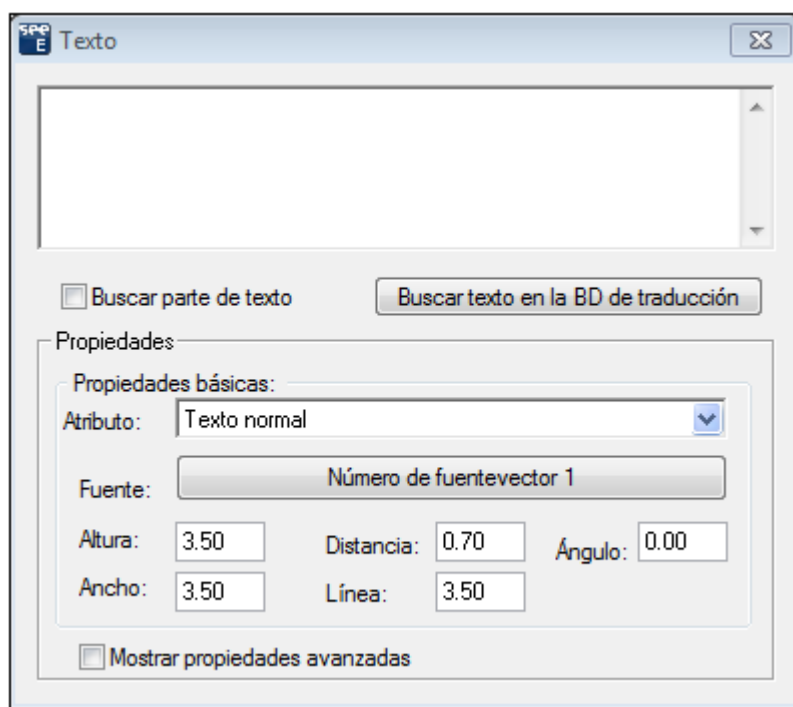 see E Texto
Buscar parte de texto Buscar texto en la BD de traducción
Propiedades
Propiedades básicas:
Atributo: Texto normal
Fuente: Número de fuentevector 1
Altura: 3.50 Distancia: 0.70 Ángulo: 0.00
Ancho: 3.50 Línea: 3.50
Mostrar propiedades avanzadas